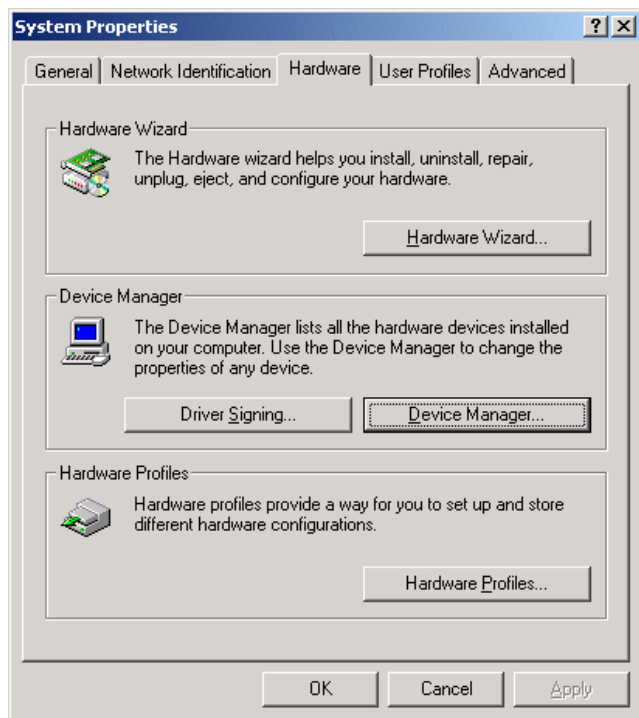 System Properties
General Network Identification Hardware User Profiles Advanced
Hardware Wizard
The Hardware wizard helps you install, uninstall, repair,
unplug, eject, and configure your hardware.
Hardware Wizard...
Device Manager
The Device Manager lists all the hardware devices installed
on your computer. Use the Device Manager to change the
properties of any device.
Driver Signing... Device Manager...
Hardware Profiles
Hardware profiles provide a way for you to set up and store
different hardware configurations.
Hardware Profiles...
OK Cancel Apply